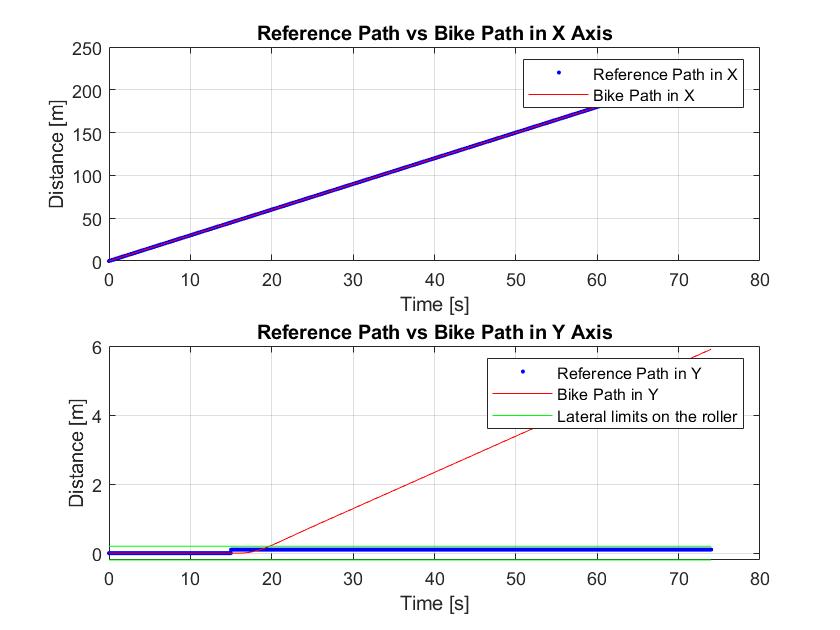 Reference Path vs Bike Path in X Axis
250
200
150
100
50
0
Distance [m]
Reference Path in X
Bike Path in X
0 10 20 30 40 50 60 70 80
Time [s]
Reference Path vs Bike Path in Y Axis
6
4
2
0
Distance [m]
Reference Path in Y
Bike Path in Y
Lateral limits on the roller
0 10 20 30 40 50 60 70 80
Time [s]